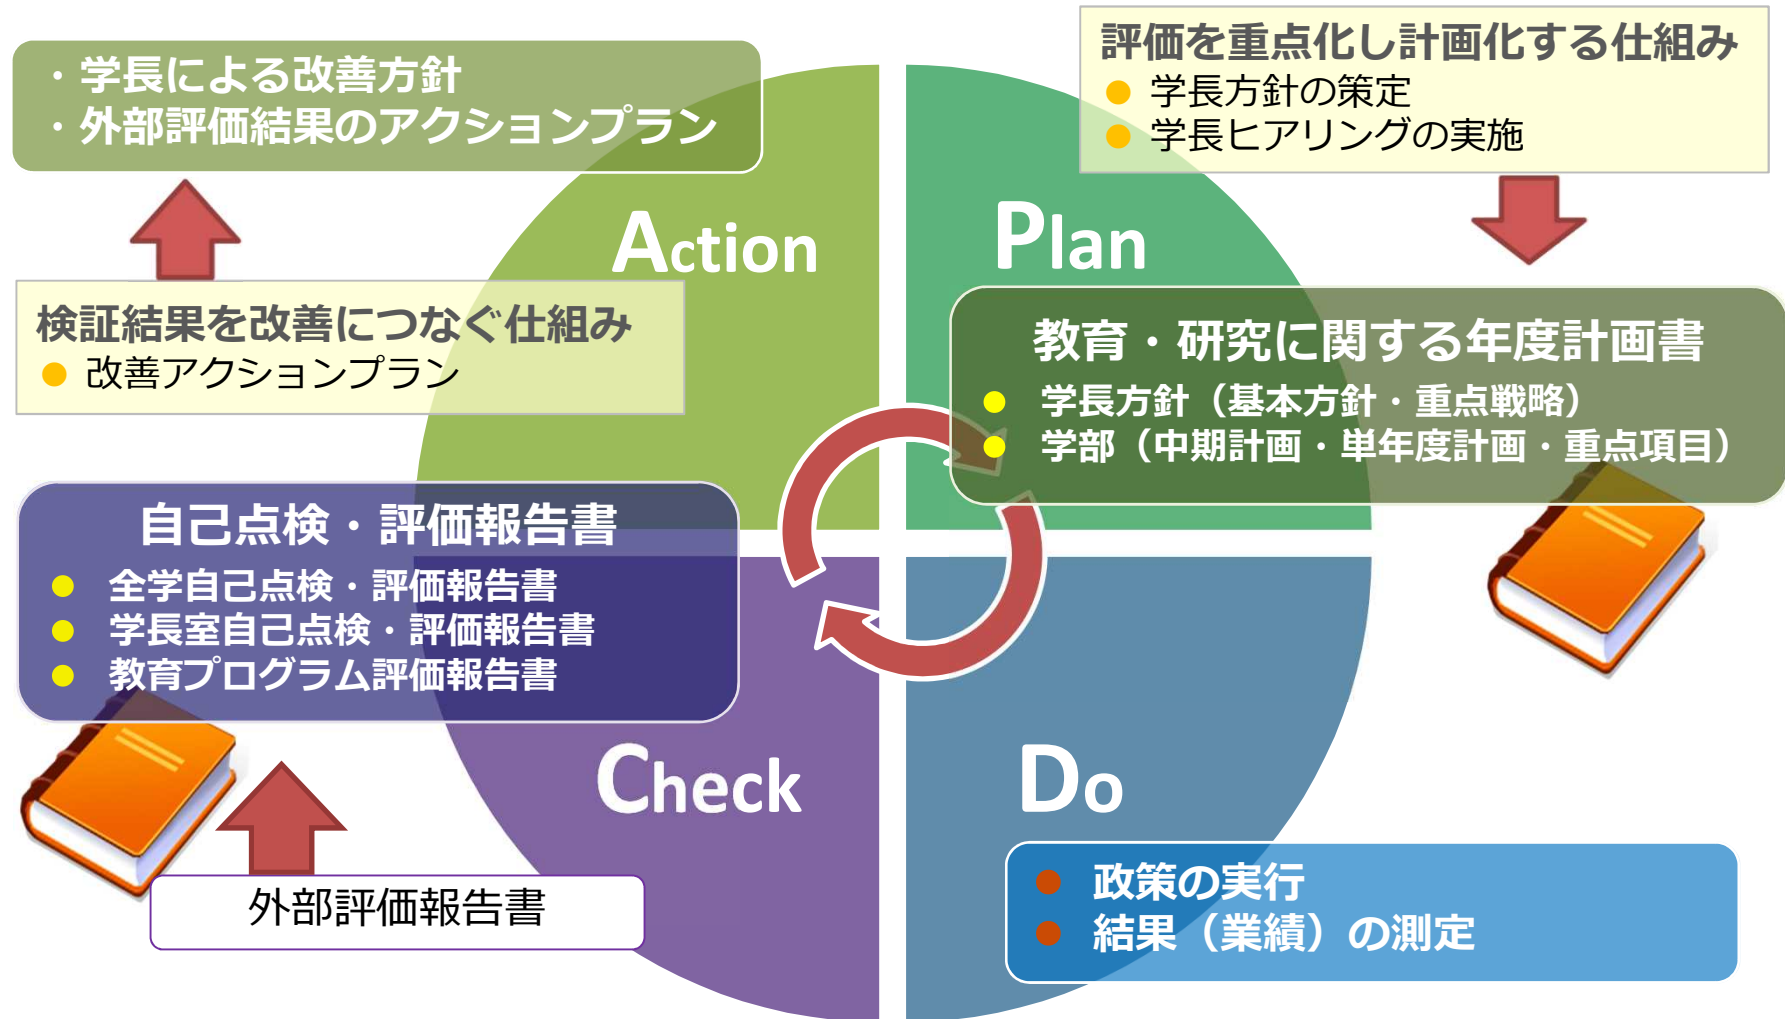 ・学長による改善方針
・外部評価結果のアクションプラン
評価を重点化し計画化する仕組み
● 学長方針の策定
● 学長ヒアリングの実施
Action
Plan
検証結果を改善につなぐ仕組み
● 改善アクションプラン
教育・研究に関する年度計画書
● 学長方針（基本方針・重点戦略）
● 学部（中期計画・単年度計画・重点項目）
自己点検・評価報告書
● 全学自己点検・評価報告書
● 学長室自己点検・評価報告書
● 教育プログラム評価報告書
Check
Do
外部評価報告書
● 政策の実行
● 結果（業績）の測定